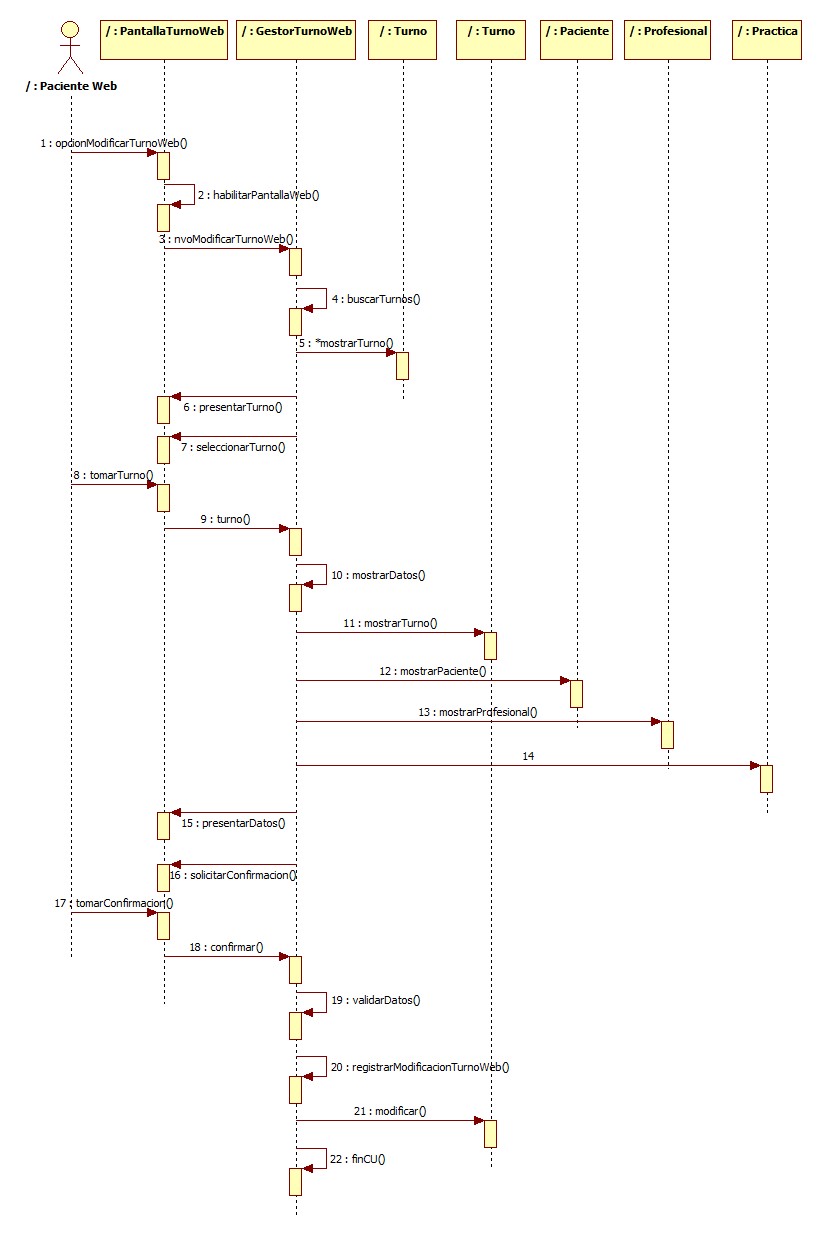 / : PantallaTurnoWeb
/ : GestorTurnoWeb
/ : Turno
/ : Turno
/ : Paciente
/ : Profesional
/ : Practica
/ : Paciente Web
1 : opcionModificarTurnoWeb()
2 : habilitarPantallaWeb()
3 : nvoModificarTurnoWeb()
4 : buscarTurnos()
5 : *mostrarTurno()
6 : presentarTurno()
7 : seleccionarTurno()
8 : tomarTurno()
9 : turno()
10 : mostrarDatos()
11 : mostrarTurno()
12 : mostrarPaciente()
13 : mostrarProfesional()
14
15 : presentarDatos()
16 : solicitarConfirmacion()
17 : tomarConfirmacion()
18 : confirmar()
19 : validarDatos()
20 : registrarModificacionTurnoWeb()
21 : modificar()
22 : finCU()